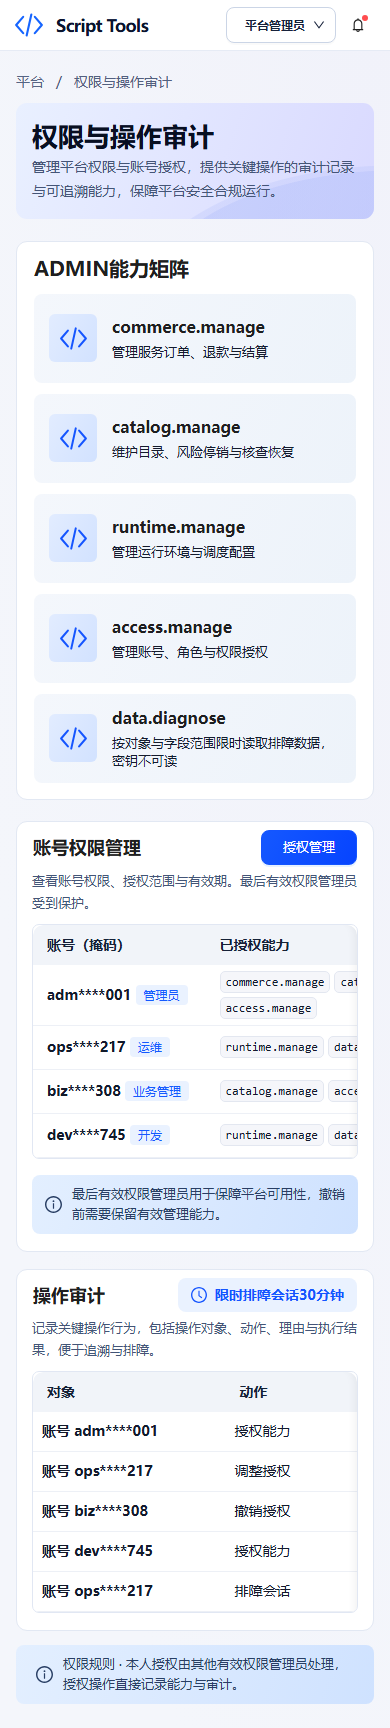 Script Tools
平台管理员
平台 / 权限与操作审计
权限与操作审计
管理平台权限与账号授权，提供关键操作的审计记录
与可追溯能力，保障平台安全合规运行。
ADMIN能力矩阵
commerce.manage
管理服务订单、退款与结算
catalog.manage
维护目录、风险停销与核查恢复
runtime.manage
管理运行环境与调度配置
access.manage
管理账号、角色与权限授权
data.diagnose
按对象与字段范围限时读取排障数据，
密钥不可读
账号权限管理
授权管理
查看账号权限、授权范围与有效期。最后有效权限管理员
受到保护。
账号（掩码） 已授权能力
adm****001 管理员 commerce.manage cat
access.manage
ops****217 运维 runtime.manage data
biz****308 业务管理 catalog.manage acce
dev****745 开发 runtime.manage data
最后有效权限管理员用于保障平台可用性，撤销
前需要保留有效管理能力。
操作审计
限时排障会话30分钟
记录关键操作行为，包括操作对象、动作、理由与执行结
果，便于追溯与排障。
对象 动作
账号 adm****001 授权能力
账号 ops****217 调整授权
账号 biz****308 撤销授权
账号 dev****745 授权能力
账号 ops****217 排障会话
权限规则 · 本人授权由其他有效权限管理员处理，
授权操作直接记录能力与审计。